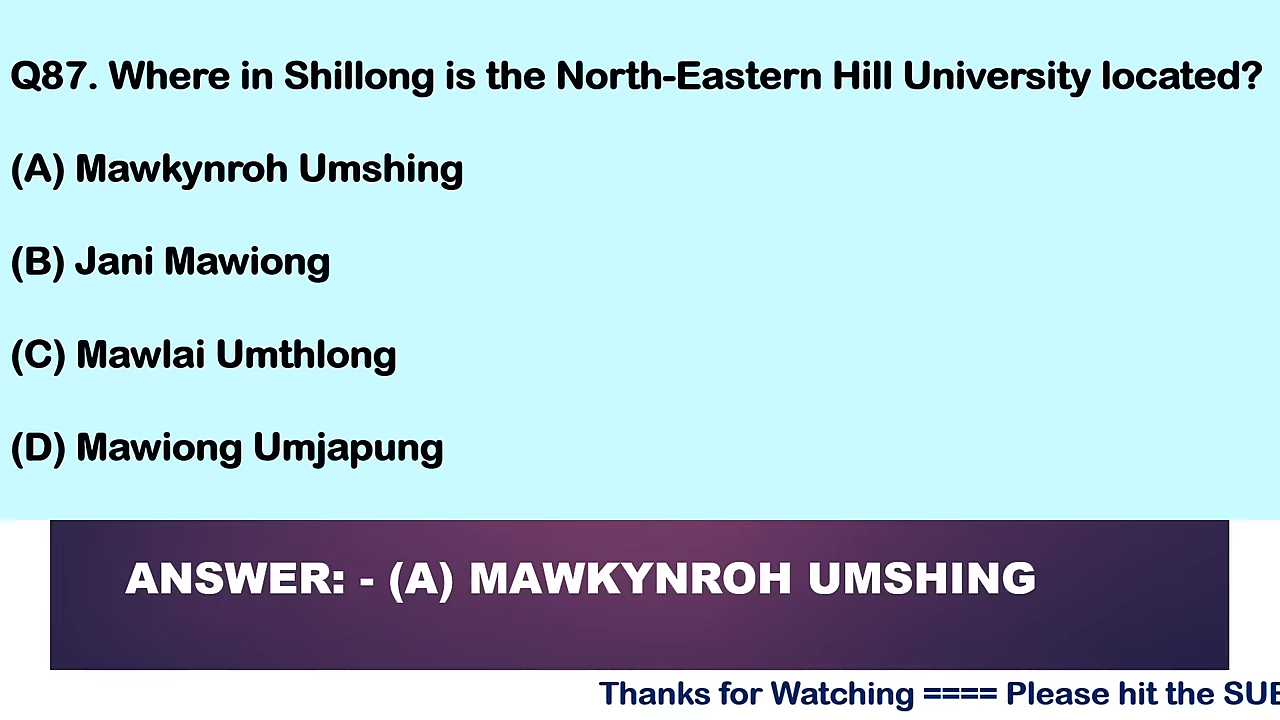 Q87. Where in Shillong is the North-Eastern Hill University located?
(A) Mawkynroh Umshing
(B) Jani Mawiong
(C) Mawlai Umthlong
(D) Mawiong Umjapung
ANSWER: - (A) MAWKYNROH UMSHING
Thanks for Watching ==== Please hit the